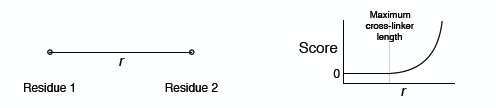 r
Residue 1
Residue 2
Maximum
cross-linker
length
Score
0
r